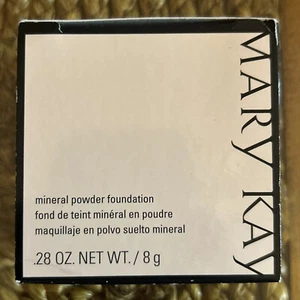 MARY KAY
mineral powder foundation
fond de teint minéral en poudre
maquillaje en polvo suelto mineral
.28 OZ. NET WT. / 8 g